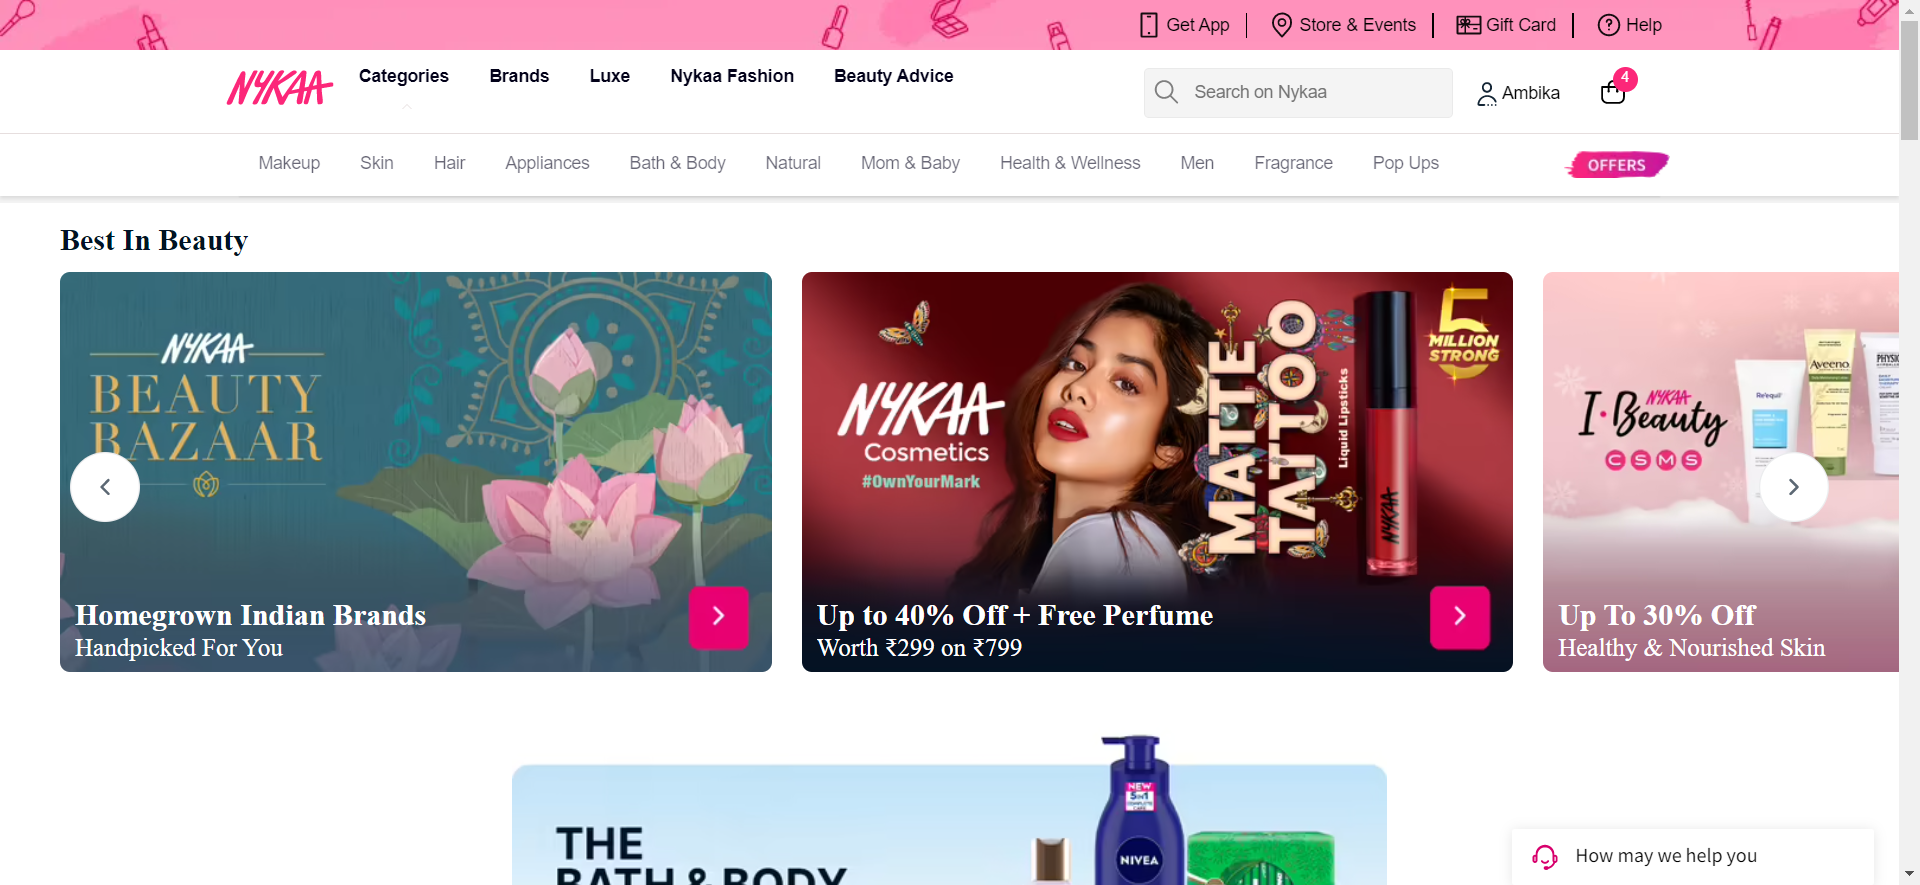 Get App
Store & Events
Gift Card
Help
NYKAA
Categories
Brands
Luxe
Nykaa Fashion
Beauty Advice
Search on Nykaa
Ambika
4
Makeup
Skin
Hair
Appliances
Bath & Body
Natural
Mom & Baby
Health & Wellness
Men
Fragrance
Pop Ups
OFFERS
Best In Beauty
NYKAA
BEAUTY
BAZAAR
Homegrown Indian Brands
Handpicked For You
NYKAA
Cosmetics
#OwnYourMark
MATTE
TATTOO
Liquid Lipsticks
NYKAA
5
MILLION
STRONG
Up to 40% Off + Free Perfume
Worth ₹299 on ₹799
NYKAA
I·Beauty
CSMS
Re'equil
Aveeno
Up To 30% Off
Healthy & Nourished Skin
THE
BATH & BODY
NEW
5in1
NIVEA
How may we help you